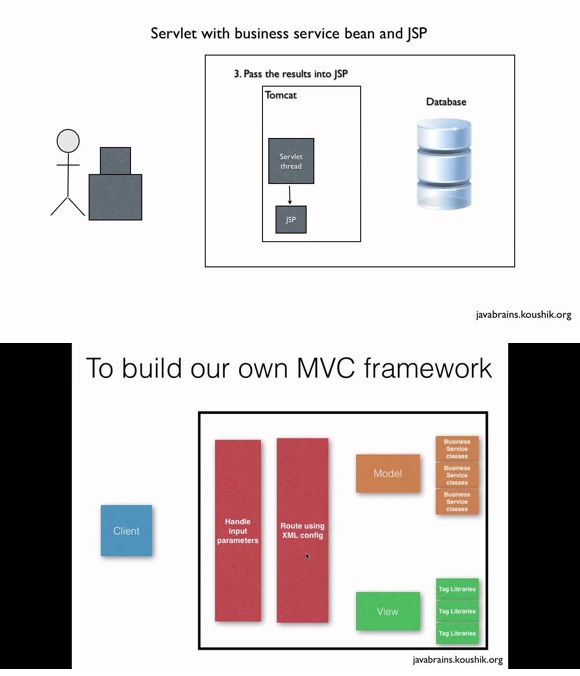 Servlet with business service bean and JSP
3. Pass the results into JSP
Tomcat
Database
Servlet
thread
JSP
javabrains.koushik.org
To build our own MVC framework
Client
Handle
input
parameters
Route using
XML config
Model
Business
Service
classes
Business
Service
classes
Business
Service
classes
View
Tag Libraries
Tag Libraries
Tag Libraries
javabrains.koushik.org